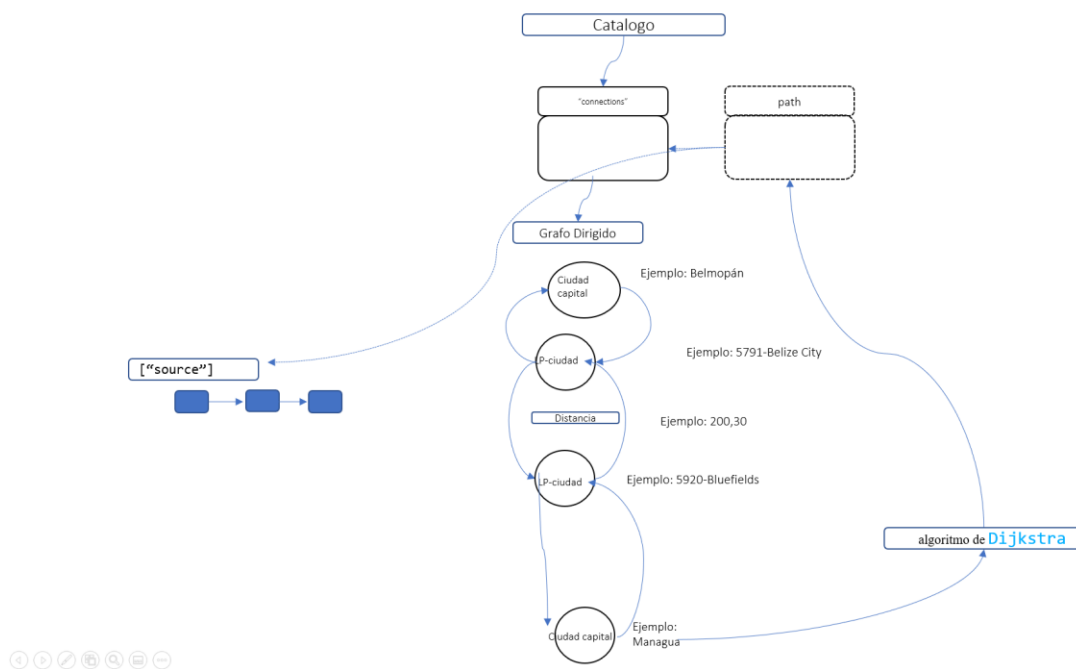 Catalogo
"connections"
path
Grafo Dirigido
Ciudad
capital
Ejemplo: Belmopán
LP-ciudad
Ejemplo: 5791-Belize City
["source"]
Distancia
Ejemplo: 200,30
LP-ciudad
Ejemplo: 5920-Bluefields
algoritmo de Dijkstra
Ciudad capital
Ejemplo:
Managua